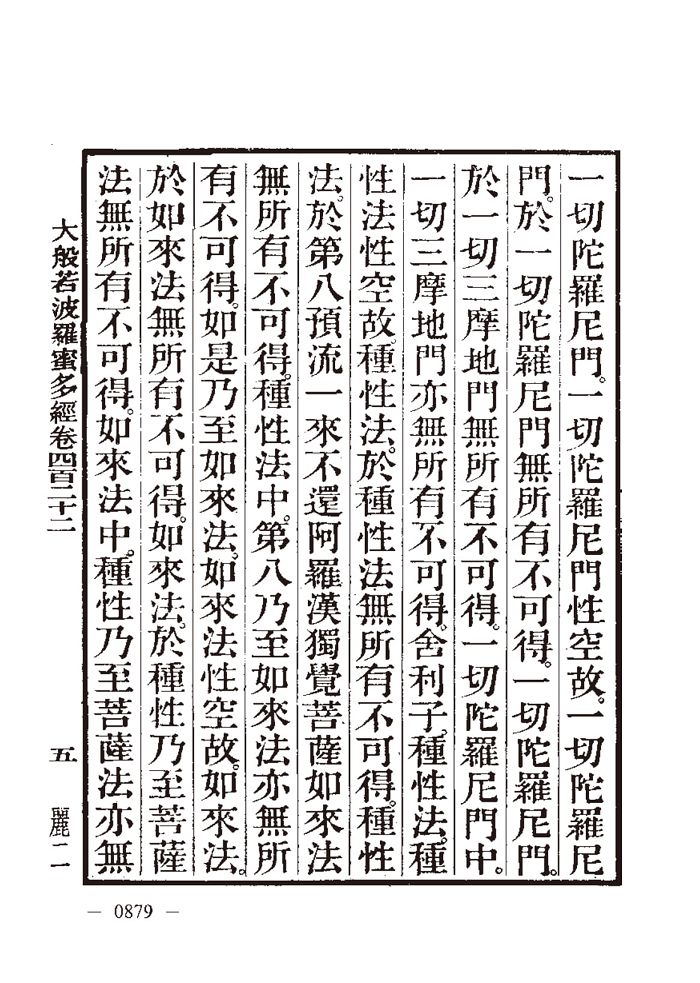 一切陀羅尼門。一切陀羅尼門性空故。一切陀羅尼
門。於一切陀羅尼門無所有不可得。一切陀羅尼門。
於一切三摩地門無所有不可得。一切陀羅尼門中。
一切三摩地門亦無所有不可得。舍利子。種性法。種
性法性空故。種性法。於種性法無所有不可得。種性
法。於第八預流一來不還阿羅漢獨覺菩薩如來法
無所有不可得。種性法中。第八乃至如來法亦無所
有不可得。如是乃至如來法。如來法性空故。如來法。
於如來法無所有不可得。如來法。於種性乃至菩薩
法無所有不可得。如來法中。種性乃至菩薩法亦無
大般若波羅蜜多經卷四百二十二 五 麗二
— 0879 —